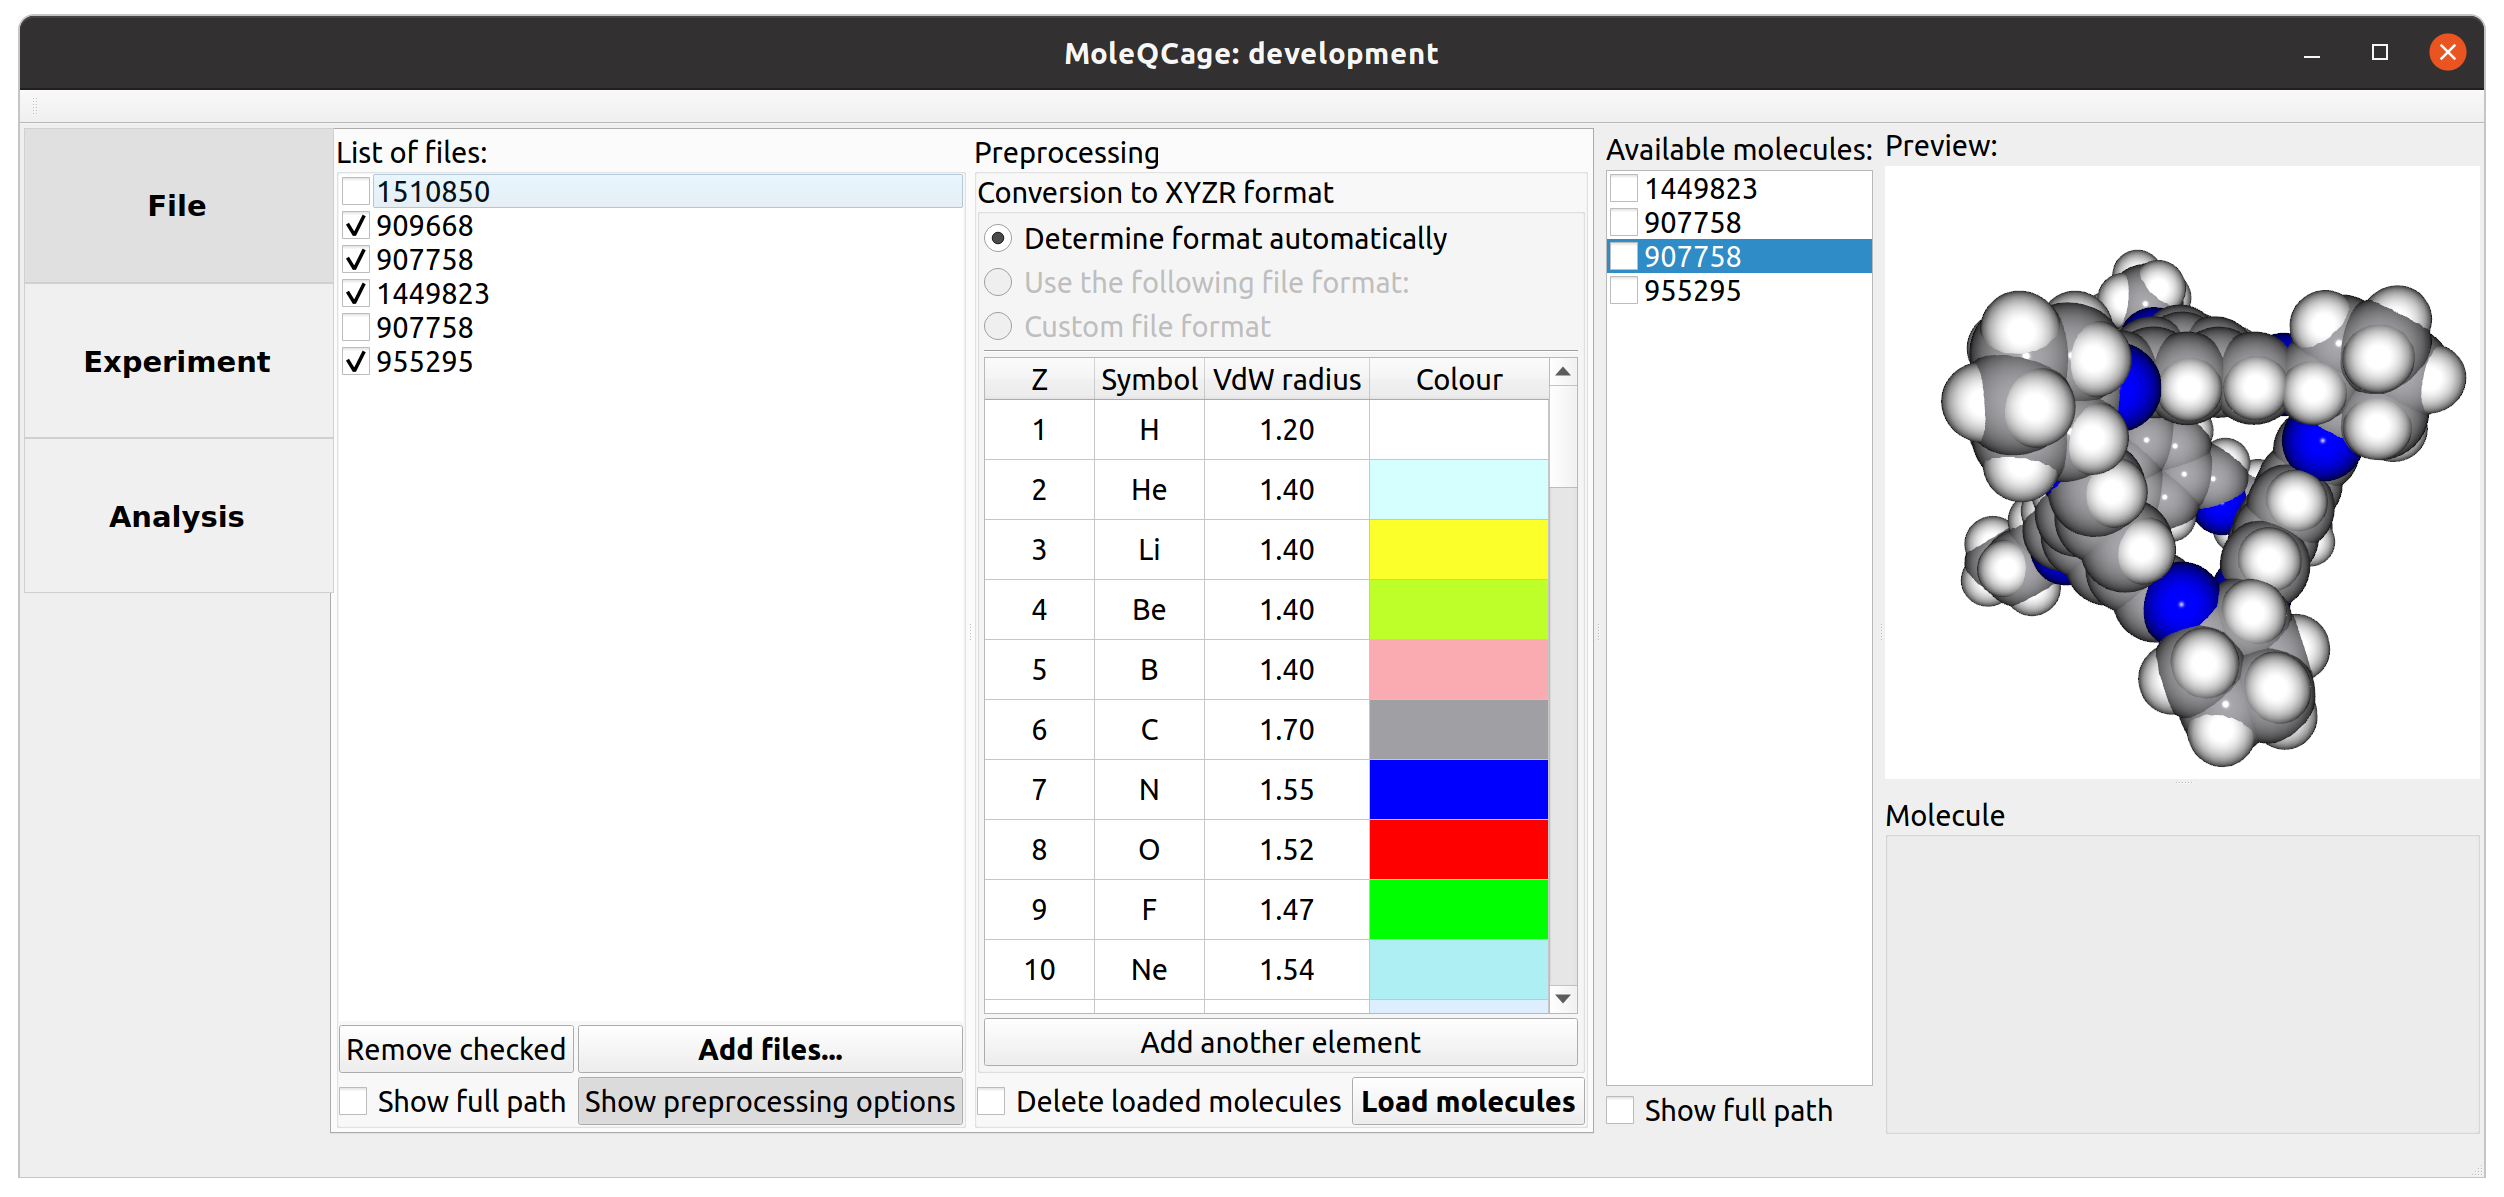 MoleQCage: development
File
Experiment
Analysis
List of files:
1510850
909668
907758
1449823
907758
955295
Remove checked
Add files...
Show full path
Show preprocessing options
Preprocessing
Conversion to XYZR format
Determine format automatically
Use the following file format:
Custom file format
Z Symbol VdW radius Colour
1 H 1.20
2 He 1.40
3 Li 1.40
4 Be 1.40
5 B 1.40
6 C 1.70
7 N 1.55
8 O 1.52
9 F 1.47
10 Ne 1.54
Add another element
Delete loaded molecules
Load molecules
Available molecules:
1449823
907758
907758
955295
Show full path
Preview:
Molecule